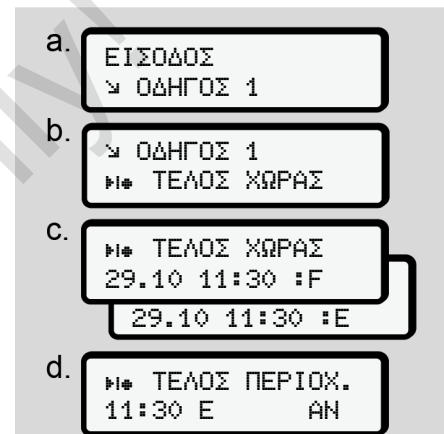 a.
ΕΙΣΟΔΟΣ
ΟΔΗΓΟΣ 1
b.
ΟΔΗΓΟΣ 1
ΤΕΛΟΣ ΧΩΡΑΣ
c.
ΤΕΛΟΣ ΧΩΡΑΣ
29.10 11:30 :F
29.10 11:30 :E
d.
ΤΕΛΟΣ ΠΕΡΙΟΧ.
11:30 E AN